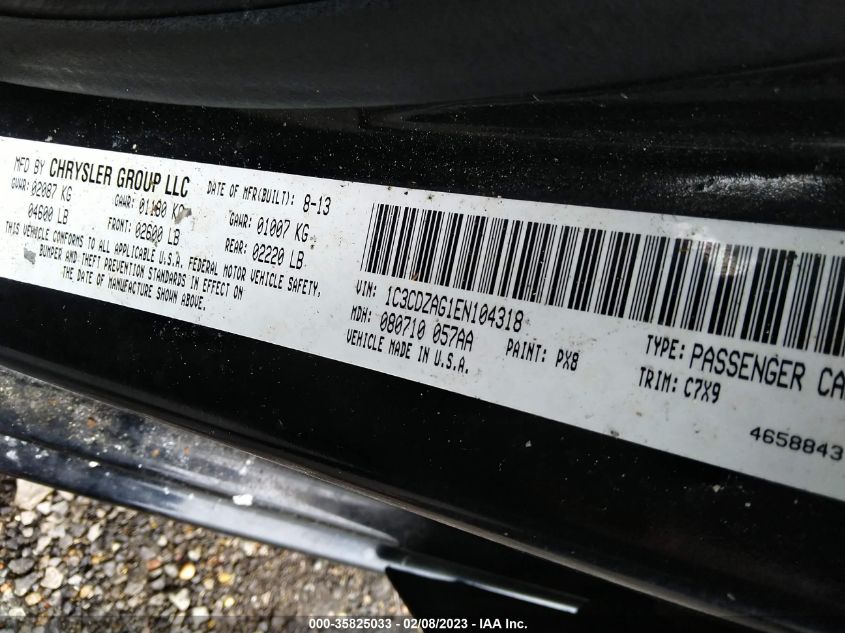 MFD BY CHRYSLER GROUP LLC DATE OF MFR(BUILT): 8-13
GVWR: 02087 KG GAWR: 01180 KG GAWR: 01007 KG
04600 LB FRONT: 02600 LB REAR: 02220 LB
THIS VEHICLE CONFORMS TO ALL APPLICABLE U.S.A. FEDERAL MOTOR VEHICLE SAFETY,
BUMPER AND THEFT PREVENTION STANDARDS IN EFFECT ON
THE DATE OF MANUFACTURE SHOWN ABOVE.
VIN: 1C3CDZAG1EN104318 TYPE: PASSENGER CA
MDH: 080710 057AA PAINT: PX8 TRIM: C7X9
VEHICLE MADE IN U.S.A.
4658843
000-35825033 — 02/08/2023 — IAA Inc.